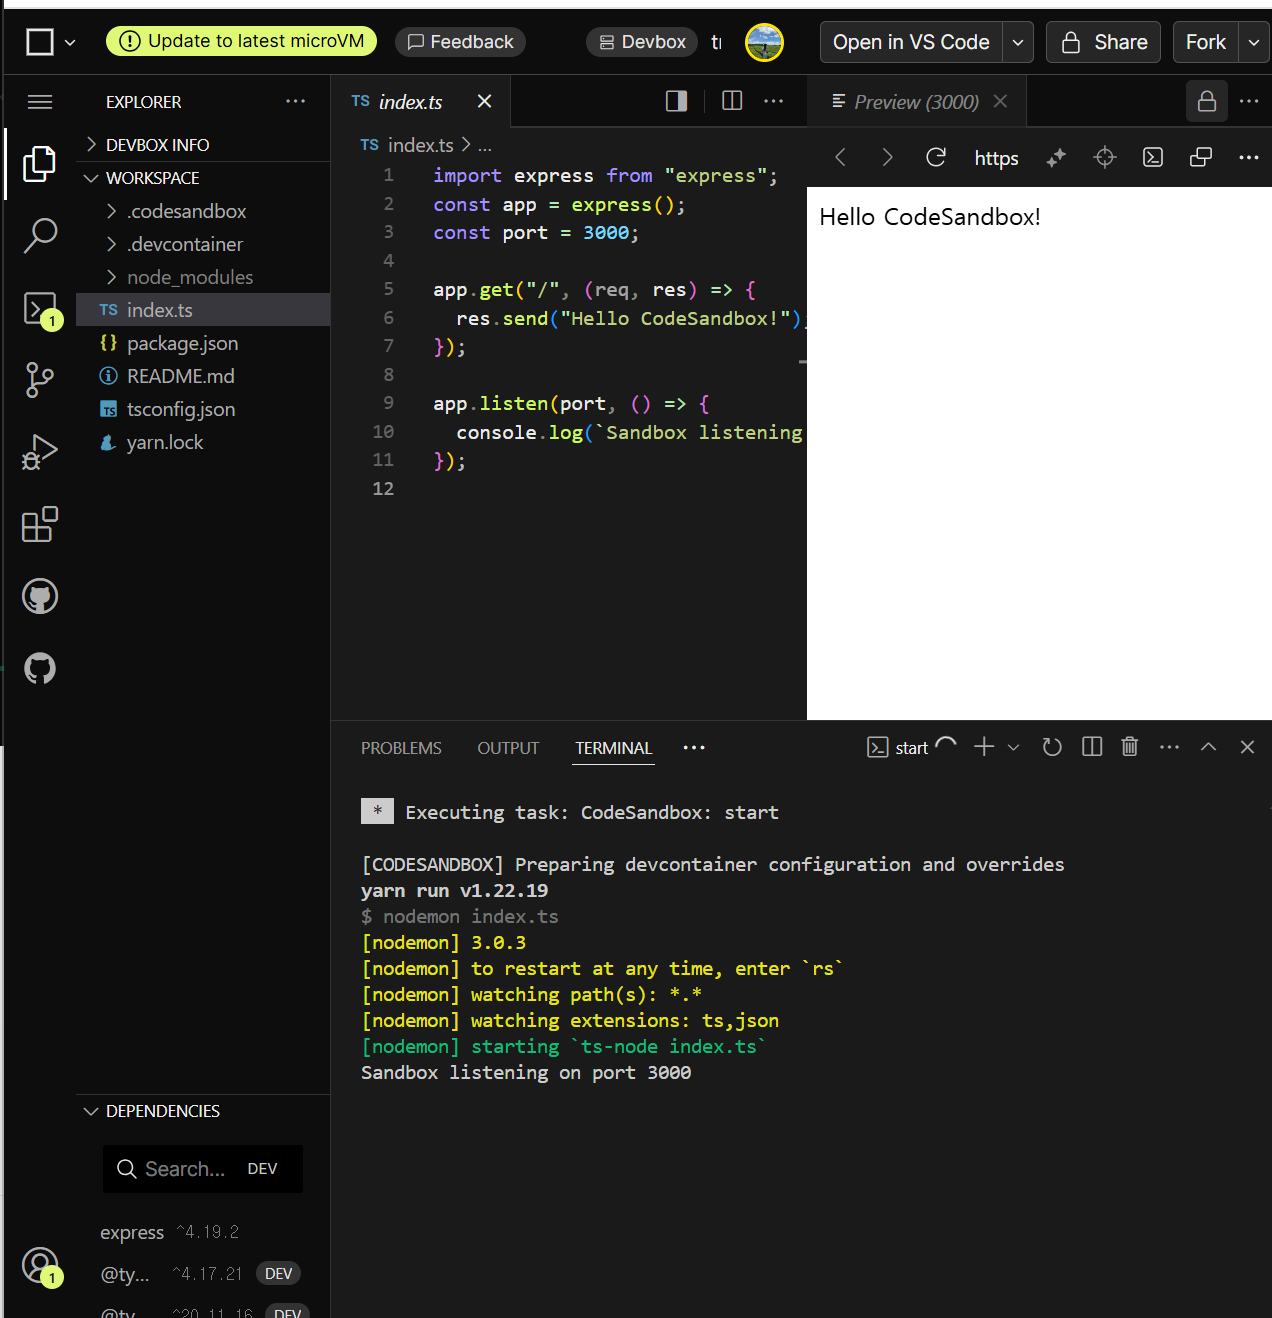 Update to latest microVM
Feedback
Devbox
Open in VS Code
Share
Fork
EXPLORER
DEVBOX INFO
WORKSPACE
.codesandbox
.devcontainer
node_modules
TS index.ts
{} package.json
README.md
TS tsconfig.json
yarn.lock
TS index.ts
TS index.ts > ...
1 import express from "express";
2 const app = express();
3 const port = 3000;
4
5 app.get("/", (req, res) => {
6 res.send("Hello CodeSandbox!");
7 });
8
9 app.listen(port, () => {
10 console.log(`Sandbox listening
11 });
12
Preview (3000)
https
Hello CodeSandbox!
PROBLEMS OUTPUT TERMINAL
start
* Executing task: CodeSandbox: start
[CODESANDBOX] Preparing devcontainer configuration and overrides
yarn run v1.22.19
$ nodemon index.ts
[nodemon] 3.0.3
[nodemon] to restart at any time, enter `rs`
[nodemon] watching path(s): *.*
[nodemon] watching extensions: ts,json
[nodemon] starting `ts-node index.ts`
Sandbox listening on port 3000
1
DEPENDENCIES
Search... DEV
express ^4.19.2
@ty... ^4.17.21 DEV
@ty... ^20.11.16 DEV
1